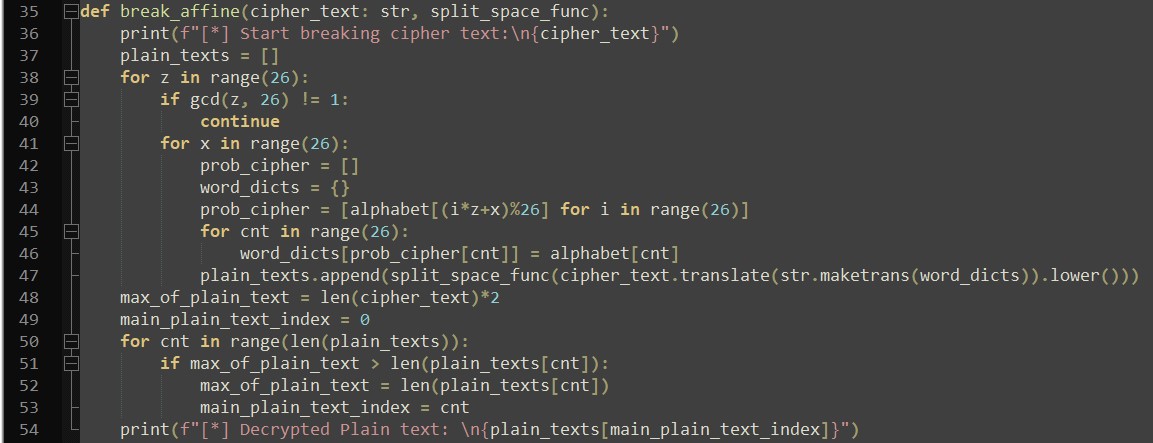 35 def break_affine(cipher_text: str, split_space_func):
36     print(f"[*] Start breaking cipher text:\n{cipher_text}")
37     plain_texts = []
38     for z in range(26):
39         if gcd(z, 26) != 1:
40             continue
41         for x in range(26):
42             prob_cipher = []
43             word_dicts = {}
44             prob_cipher = [alphabet[(i*z+x)%26] for i in range(26)]
45             for cnt in range(26):
46                 word_dicts[prob_cipher[cnt]] = alphabet[cnt]
47             plain_texts.append(split_space_func(cipher_text.translate(str.maketrans(word_dicts)).lower()))
48     max_of_plain_text = len(cipher_text)*2
49     main_plain_text_index = 0
50     for cnt in range(len(plain_texts)):
51         if max_of_plain_text > len(plain_texts[cnt]):
52             max_of_plain_text = len(plain_texts[cnt])
53             main_plain_text_index = cnt
54     print(f"[*] Decrypted Plain text: \n{plain_texts[main_plain_text_index]}")